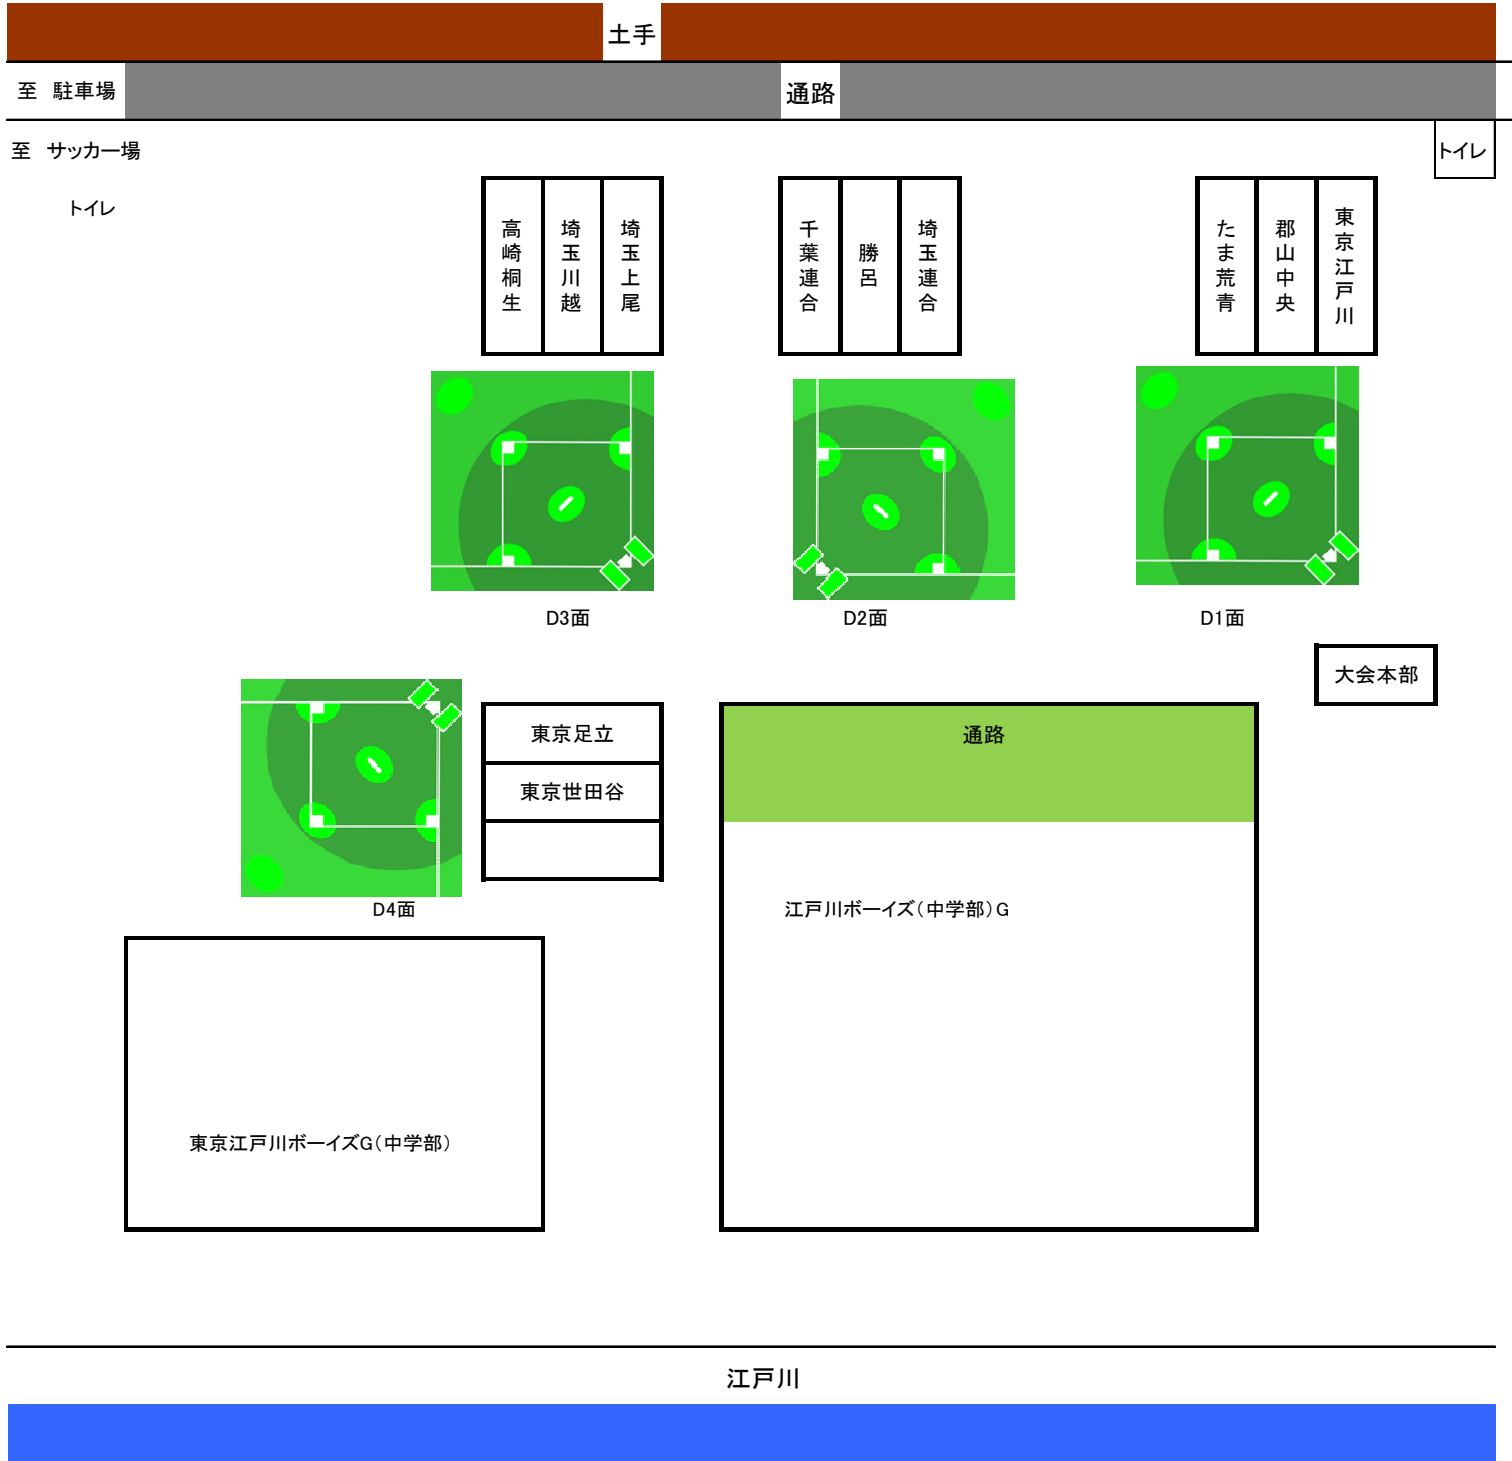 土手
至 駐車場
通路
至 サッカー場
トイレ
トイレ
高崎桐生
埼玉川越
埼玉上尾
千葉連合
勝呂
埼玉連合
たま荒青
郡山中央
東京江戸川
D3面
D2面
D1面
大会本部
東京足立
東京世田谷
通路
D4面
江戸川ボーイズ（中学部）G
東京江戸川ボーイズG（中学部）
江戸川